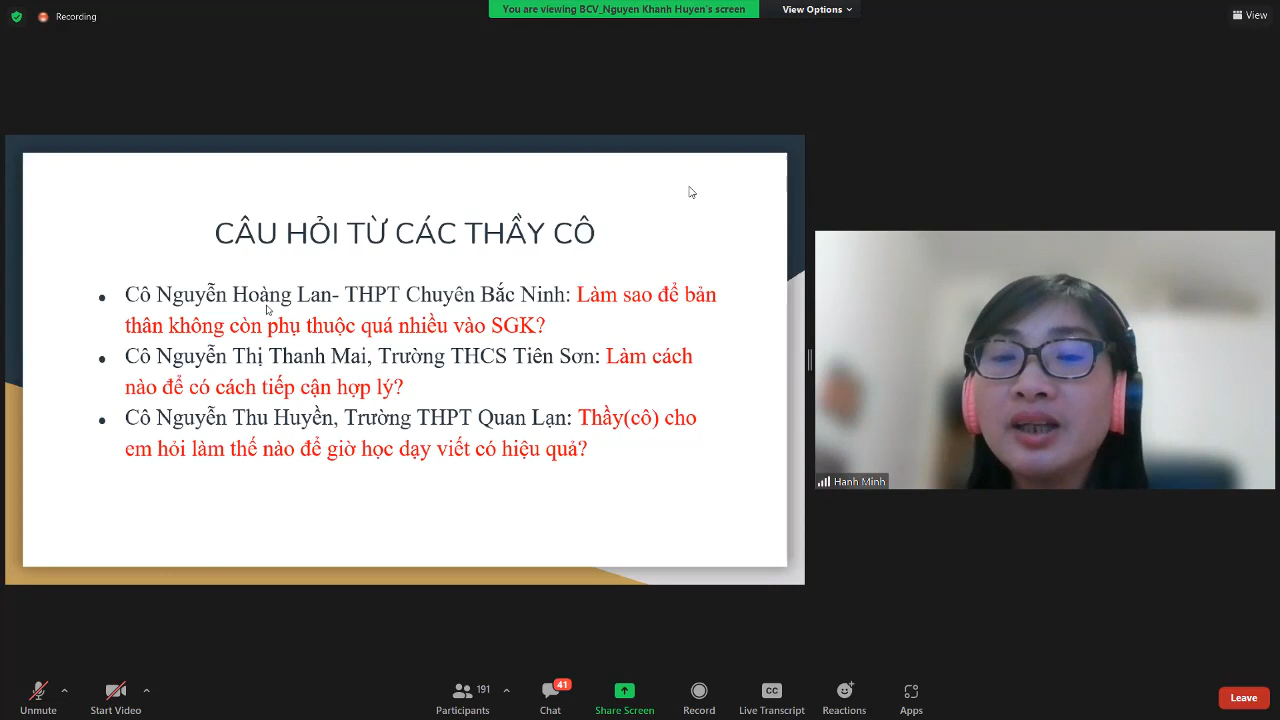 Recording
You are viewing BCV_Nguyen Khanh Huyen's screen
View Options
View
CÂU HỎI TỪ CÁC THẦY CÔ
• Cô Nguyễn Hoàng Lan- THPT Chuyên Bắc Ninh: Làm sao để bản
thân không còn phụ thuộc quá nhiều vào SGK?
• Cô Nguyễn Thị Thanh Mai, Trường THCS Tiên Sơn: Làm cách
nào để có cách tiếp cận hợp lý?
• Cô Nguyễn Thu Huyền, Trường THPT Quan Lạn: Thầy(cô) cho
em hỏi làm thế nào để giờ học dạy viết có hiệu quả?
Hanh Minh
Unmute
Start Video
191
Participants
41
Chat
Share Screen
Record
CC
Live Transcript
Reactions
Apps
Leave